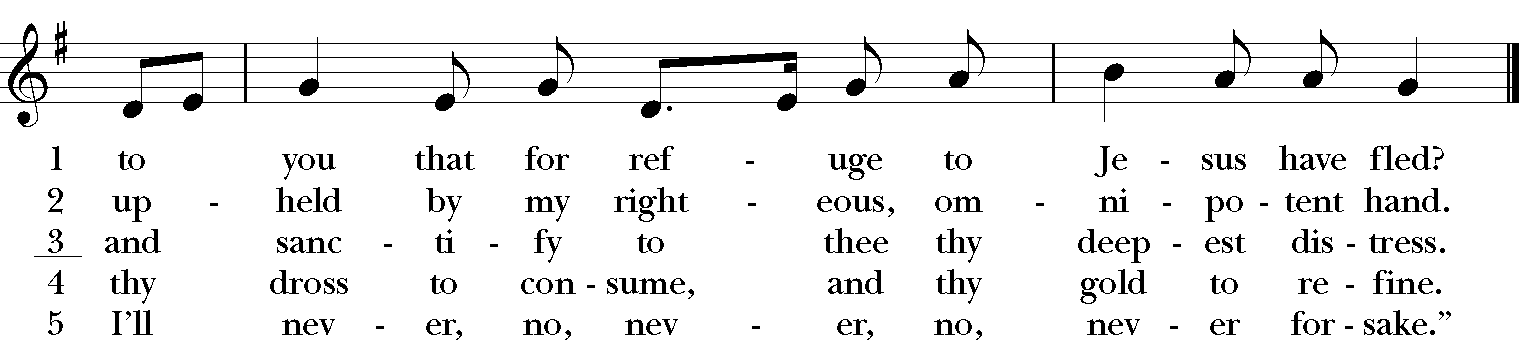 1 to you that for ref - uge to Je - sus have fled?
2 up - held by my right - eous, om - ni - po - tent hand.
3 and sanc - ti - fy to thee thy deep - est dis - tress.
4 thy dross to con - sume, and thy gold to re - fine.
5 I’ll nev - er, no, nev - er, no, nev - er for - sake.”